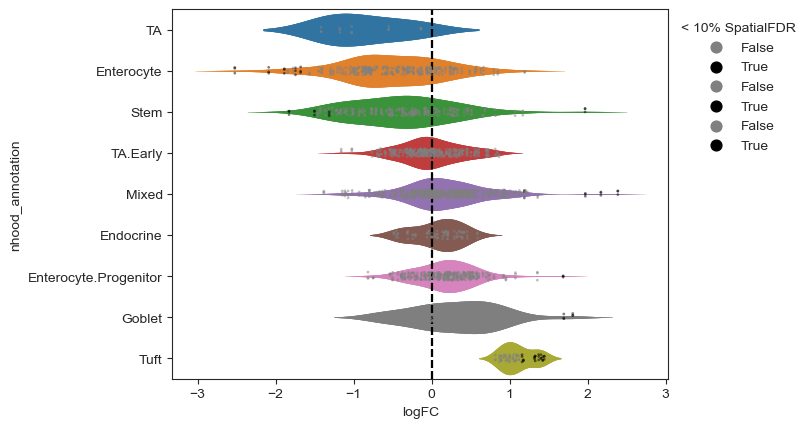 < 10% SpatialFDR
False
True
False
True
False
True
nhood_annotation
TA
Enterocyte
Stem
TA.Early
Mixed
Endocrine
Enterocyte.Progenitor
Goblet
Tuft
−3 −2 −1 0 1 2 3
logFC